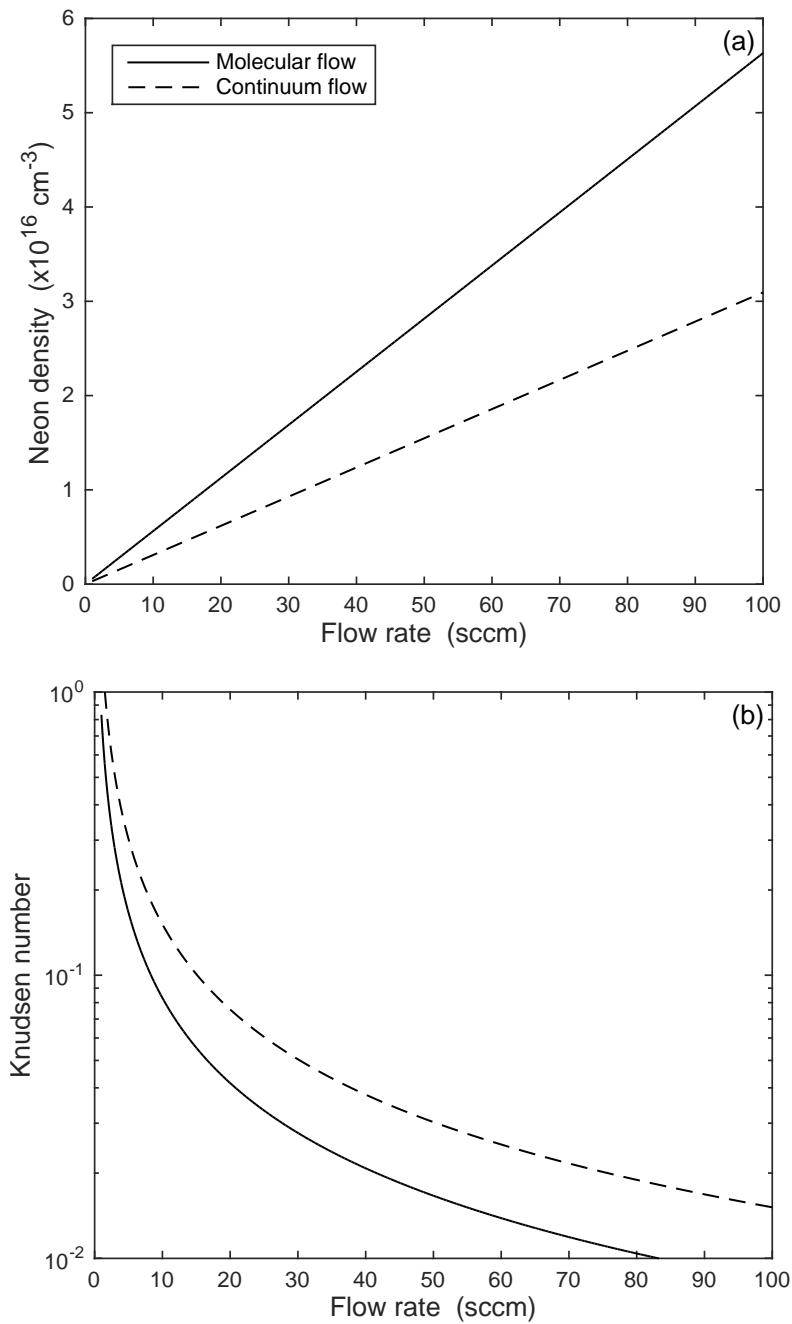 (a)
Molecular flow
Continuum flow
Neon density (x10^16 cm^-3)
6
5
4
3
2
1
0
0 10 20 30 40 50 60 70 80 90 100
Flow rate (sccm)
(b)
Knudsen number
10^0
10^-1
10^-2
0 10 20 30 40 50 60 70 80 90 100
Flow rate (sccm)